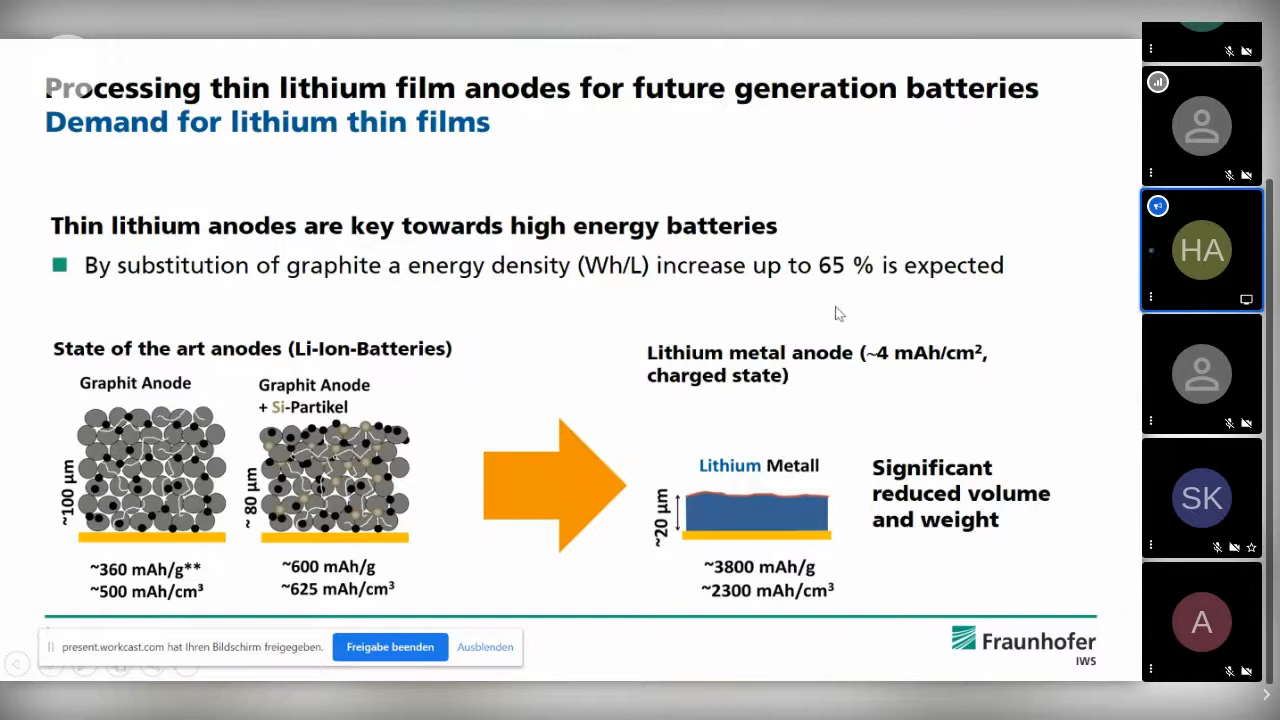 Processing thin lithium film anodes for future generation batteries
Demand for lithium thin films
Thin lithium anodes are key towards high energy batteries
By substitution of graphite a energy density (Wh/L) increase up to 65 % is expected
State of the art anodes (Li-Ion-Batteries)
Graphit Anode
~100 µm
~360 mAh/g**
~500 mAh/cm³
Graphit Anode
+ Si-Partikel
~ 80 µm
~600 mAh/g
~625 mAh/cm³
Lithium metal anode (~4 mAh/cm²,
charged state)
Lithium Metall
~20 µm
~3800 mAh/g
~2300 mAh/cm³
Significant
reduced volume
and weight
present.workcast.com hat Ihren Bildschirm freigegeben.
Freigabe beenden
Ausblenden
Fraunhofer
IWS
HA
SK
A